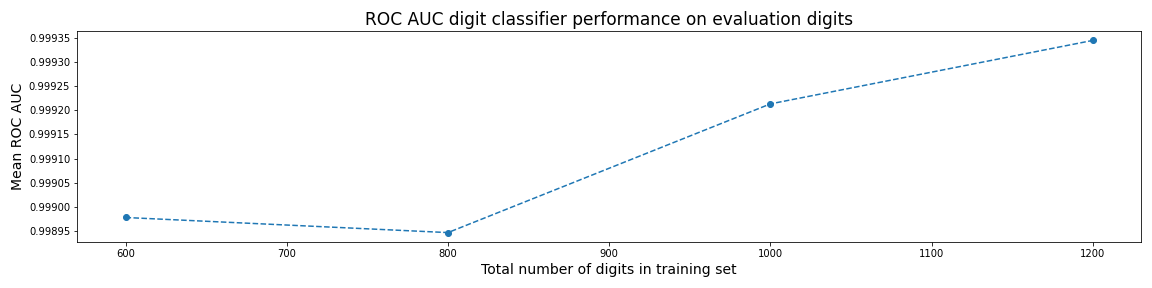 ROC AUC digit classifier performance on evaluation digits
Mean ROC AUC
0.99935
0.99930
0.99925
0.99920
0.99915
0.99910
0.99905
0.99900
0.99895
600 700 800 900 1000 1100 1200
Total number of digits in training set